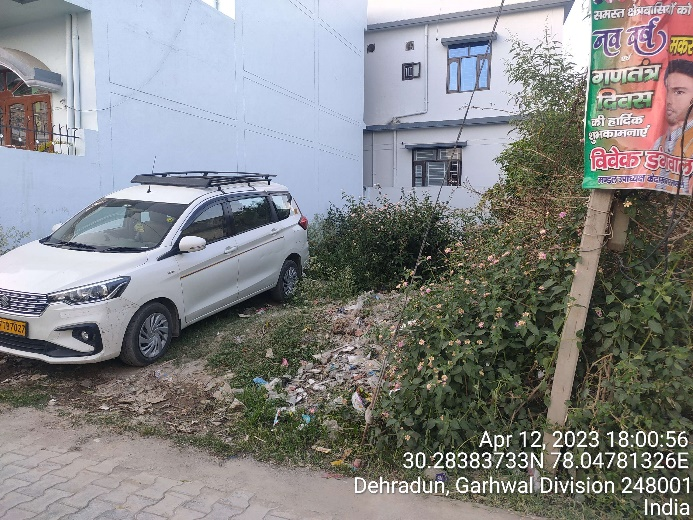 समस्त क्षेत्रवासियों को
नव वर्ष
गणतंत्र
दिवस
की हार्दिक
शुभकामनाएँ
Apr 12, 2023 18:00:56
30.28383733N 78.04781326E
Dehradun, Garhwal Division 248001
India